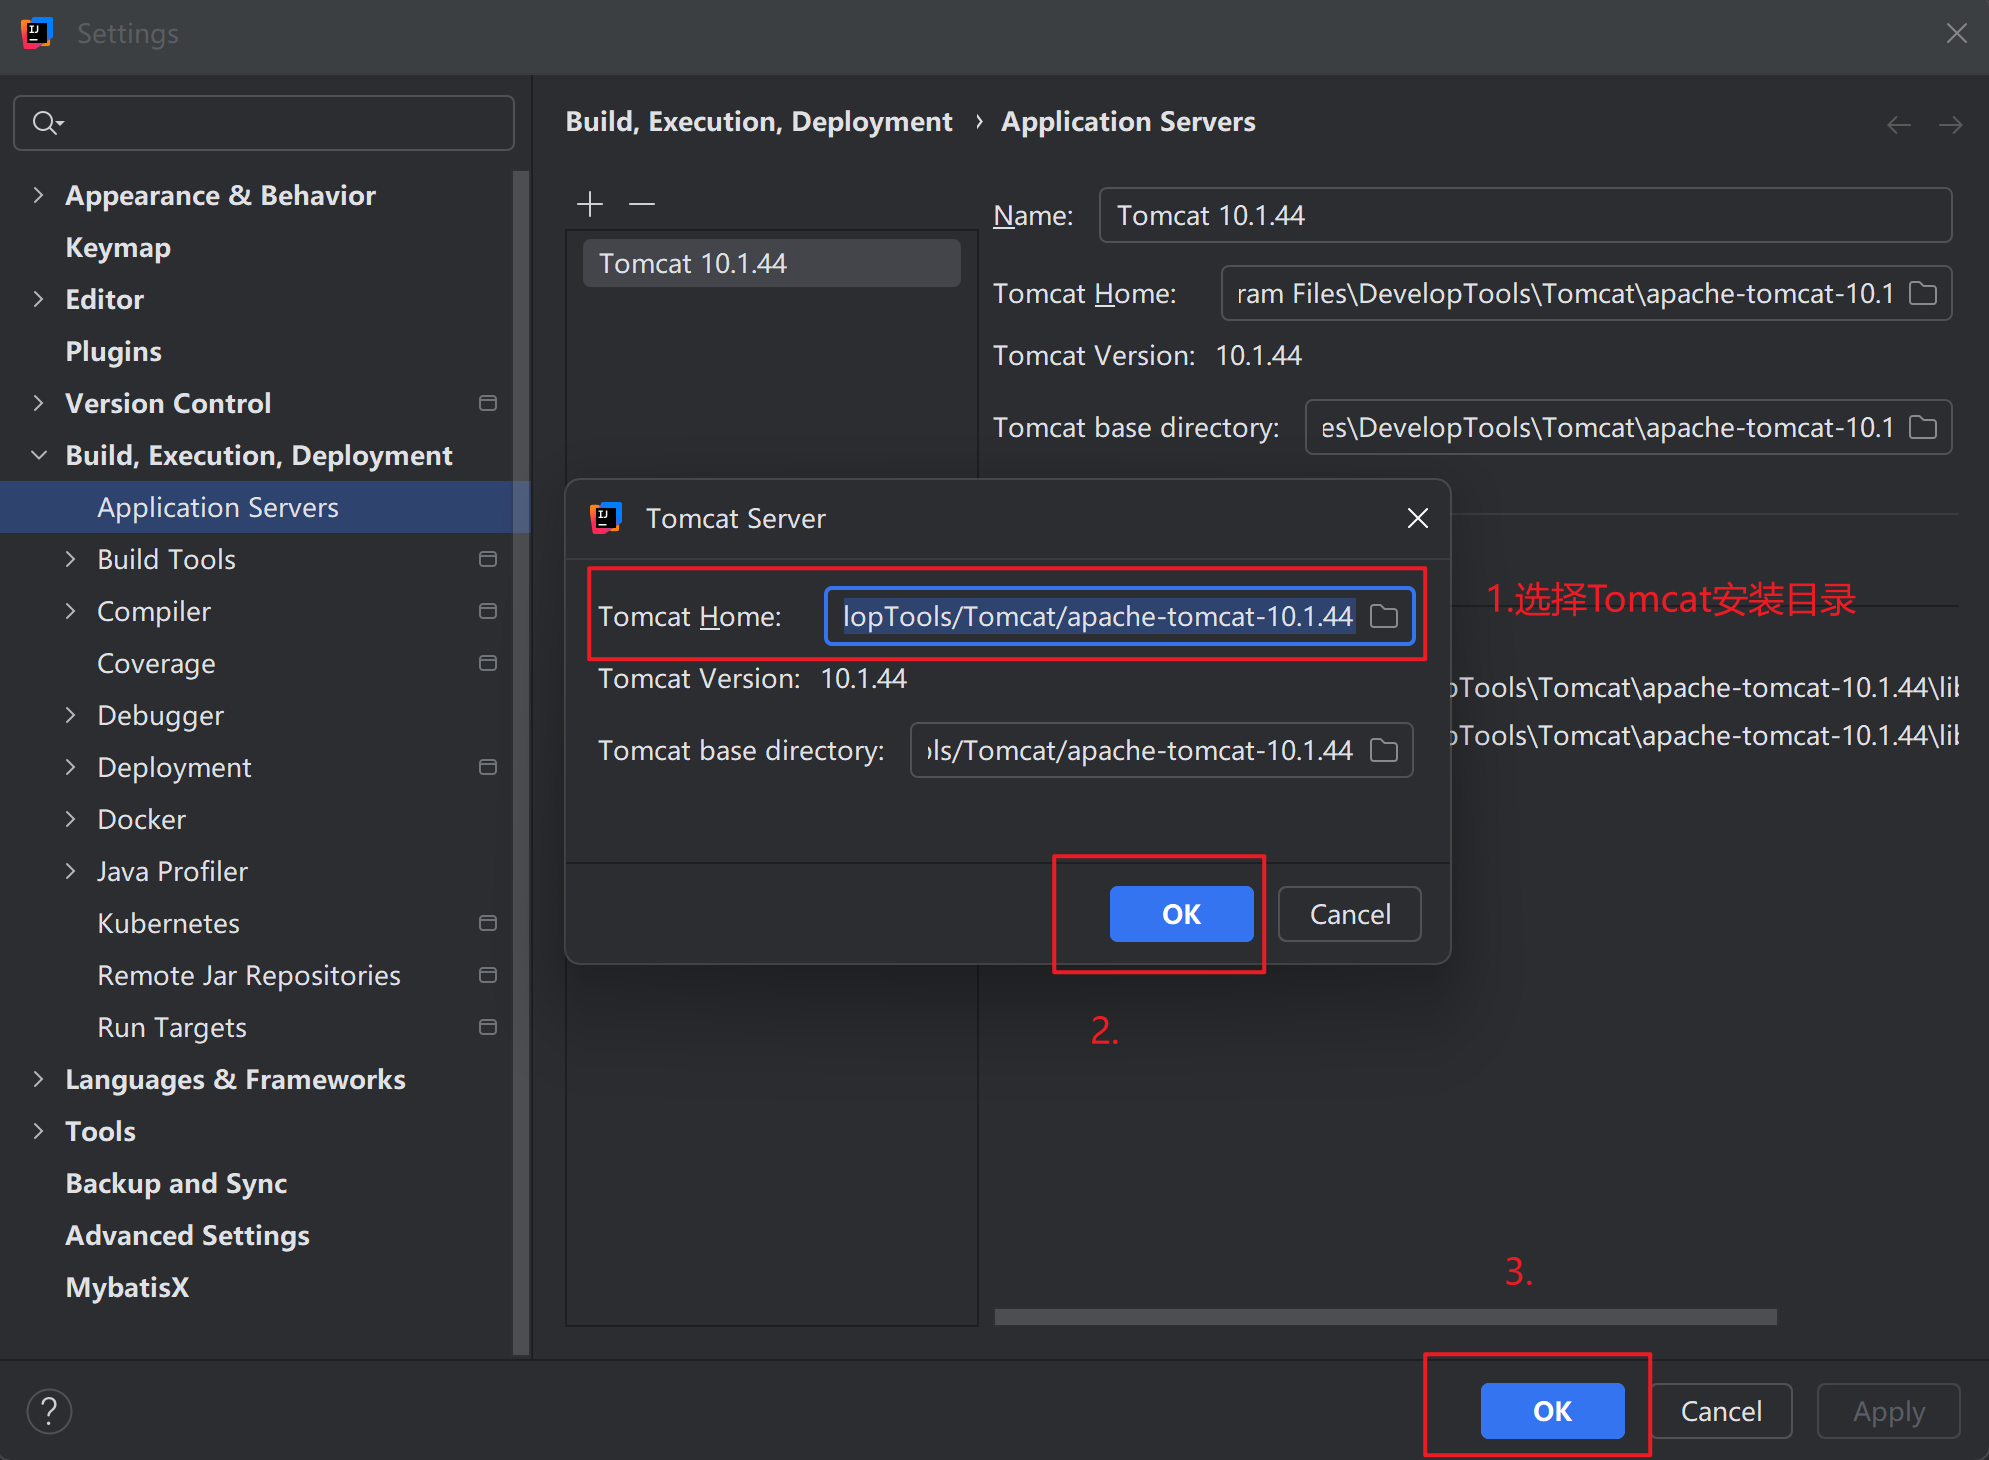 Settings
Appearance & Behavior
Keymap
Editor
Plugins
Version Control
Build, Execution, Deployment
Application Servers
Build Tools
Compiler
Coverage
Debugger
Deployment
Docker
Java Profiler
Kubernetes
Remote Jar Repositories
Run Targets
Languages & Frameworks
Tools
Backup and Sync
Advanced Settings
MybatisX
Build, Execution, Deployment › Application Servers
Tomcat 10.1.44
Name: Tomcat 10.1.44
Tomcat Home: ram Files\DevelopTools\Tomcat\apache-tomcat-10.1
Tomcat Version: 10.1.44
Tomcat base directory: es\DevelopTools\Tomcat\apache-tomcat-10.1
Tomcat Server
Tomcat Home: lopTools/Tomcat/apache-tomcat-10.1.44
1.选择Tomcat安装目录
Tomcat Version: 10.1.44
Tomcat base directory: ls/Tomcat/apache-tomcat-10.1.44
pTools\Tomcat\apache-tomcat-10.1.44\lib
pTools\Tomcat\apache-tomcat-10.1.44\lib
OK Cancel
2.
3.
? OK Cancel Apply